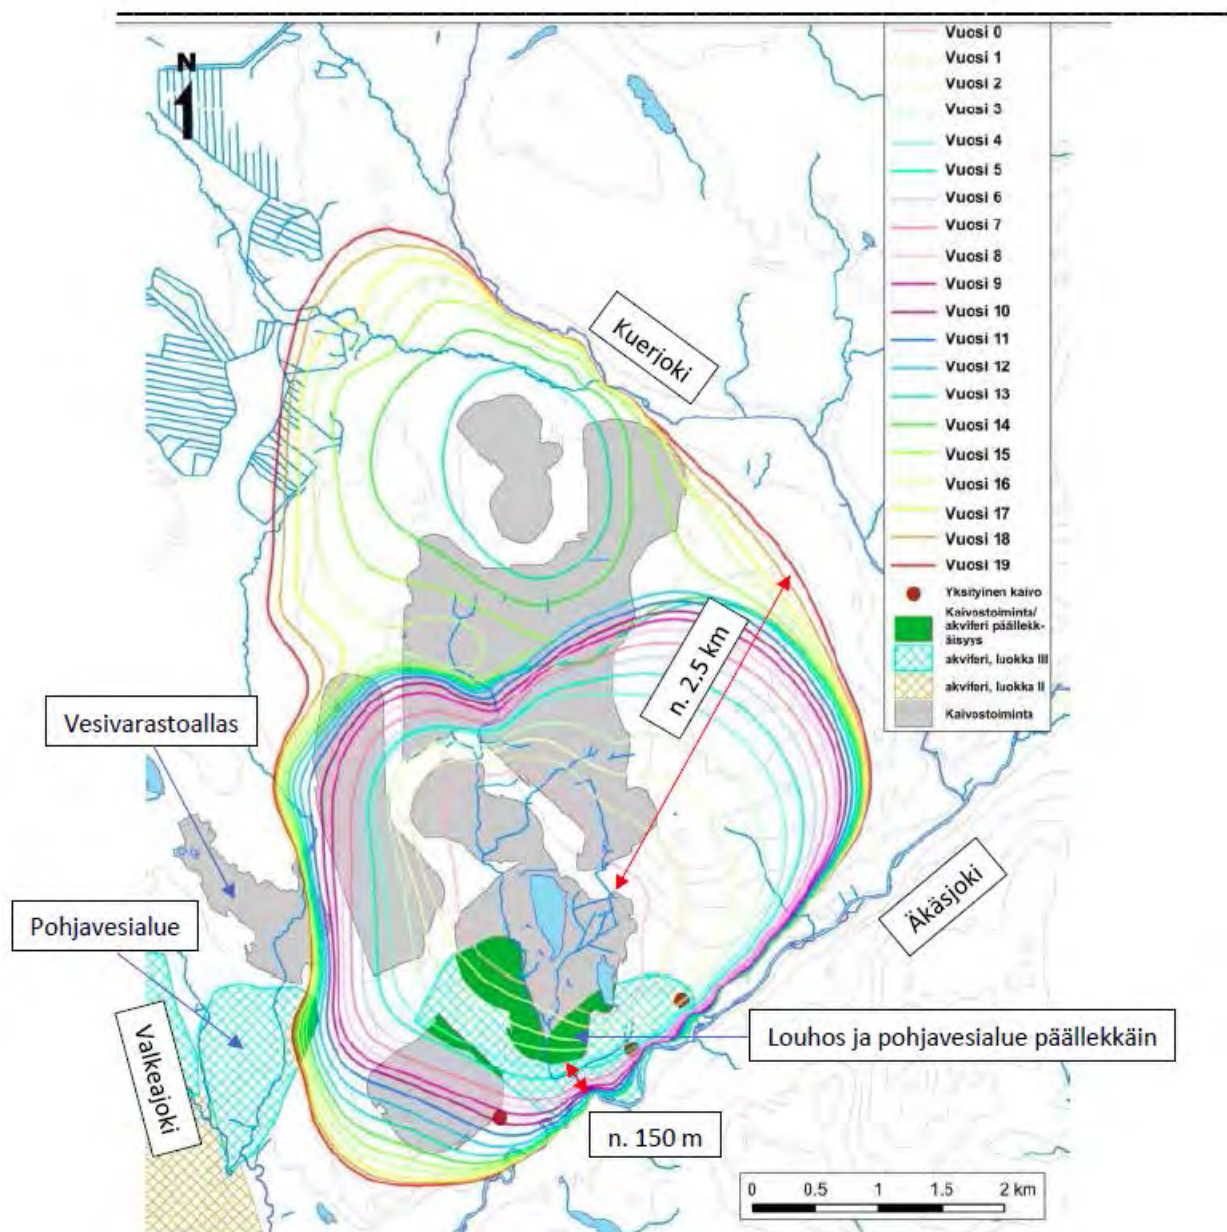 N
Vuosi 0
Vuosi 1
Vuosi 2
Vuosi 3
Vuosi 4
Vuosi 5
Vuosi 6
Vuosi 7
Vuosi 8
Vuosi 9
Vuosi 10
Vuosi 11
Vuosi 12
Vuosi 13
Vuosi 14
Vuosi 15
Vuosi 16
Vuosi 17
Vuosi 18
Vuosi 19
Yksityinen kaivo
Kaivostoiminta/
akviferi päällekk-
äisyys
akviferi, luokka III
akviferi, luokka II
Kaivostoiminta
Kuerjoki
n. 2,5 km
Vesivarastoallas
Äkäsjoki
Pohjavesialue
Valkeajoki
Louhos ja pohjavesialue päällekkäin
n. 150 m
0 0.5 1 1.5 2 km